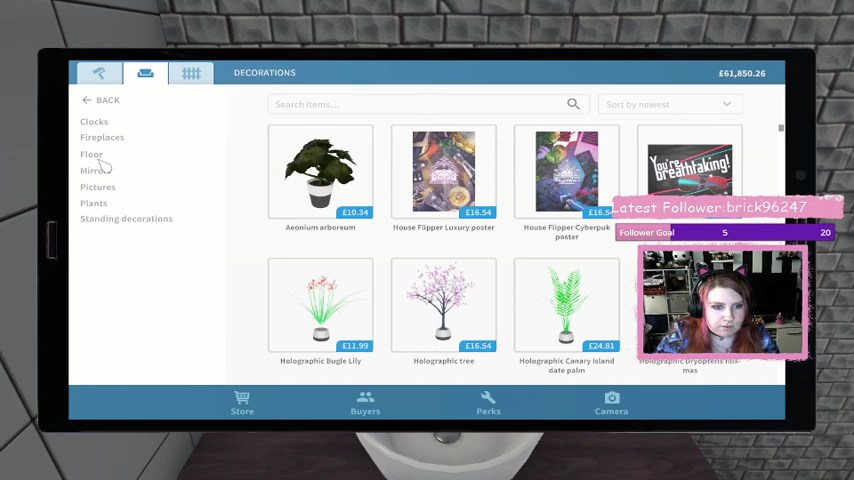 DECORATIONS
£61,850.26
BACK
Search items...
Sort by newest
Clocks
Fireplaces
Floor
Pictures
Plants
Standing decorations
£10.34
£16.54
You're breathtaking!
Aeonium arboreum
House Flipper Luxury poster
House Flipper Cyberpuk poster
Latest Follower:brick96247
Follower Goal
5
20
£11.99
£16.54
£24.81
Holographic Bugle Lily
Holographic tree
Holographic Canary Island date palm
Store
Buyers
Perks
Camera